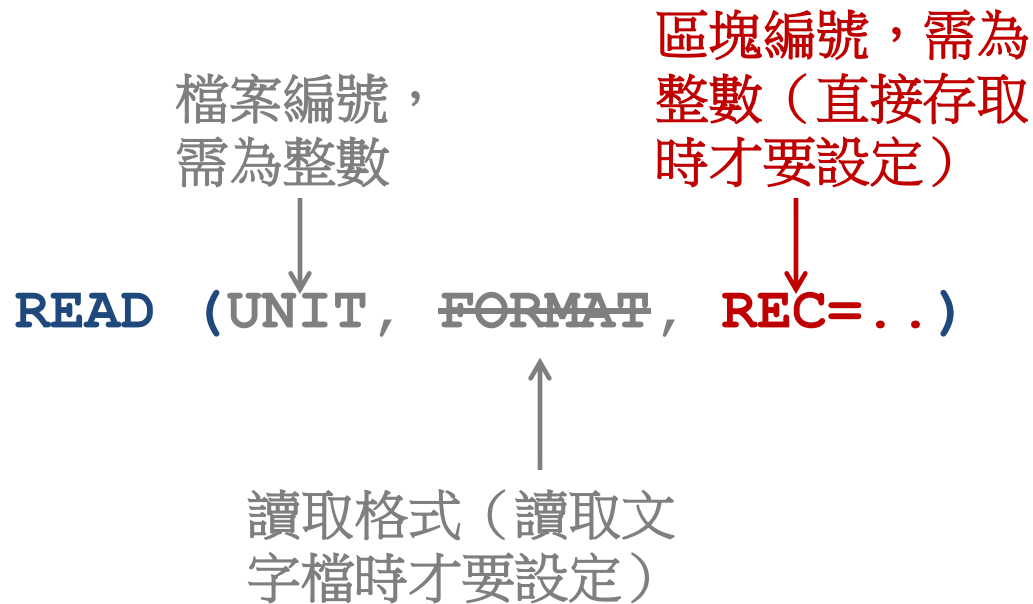 檔案編號，
需為整數
區塊編號，需為
整數（直接存取
時才要設定）
READ (UNIT, FORMAT, REC=..)
讀取格式（讀取文
字檔時才要設定）